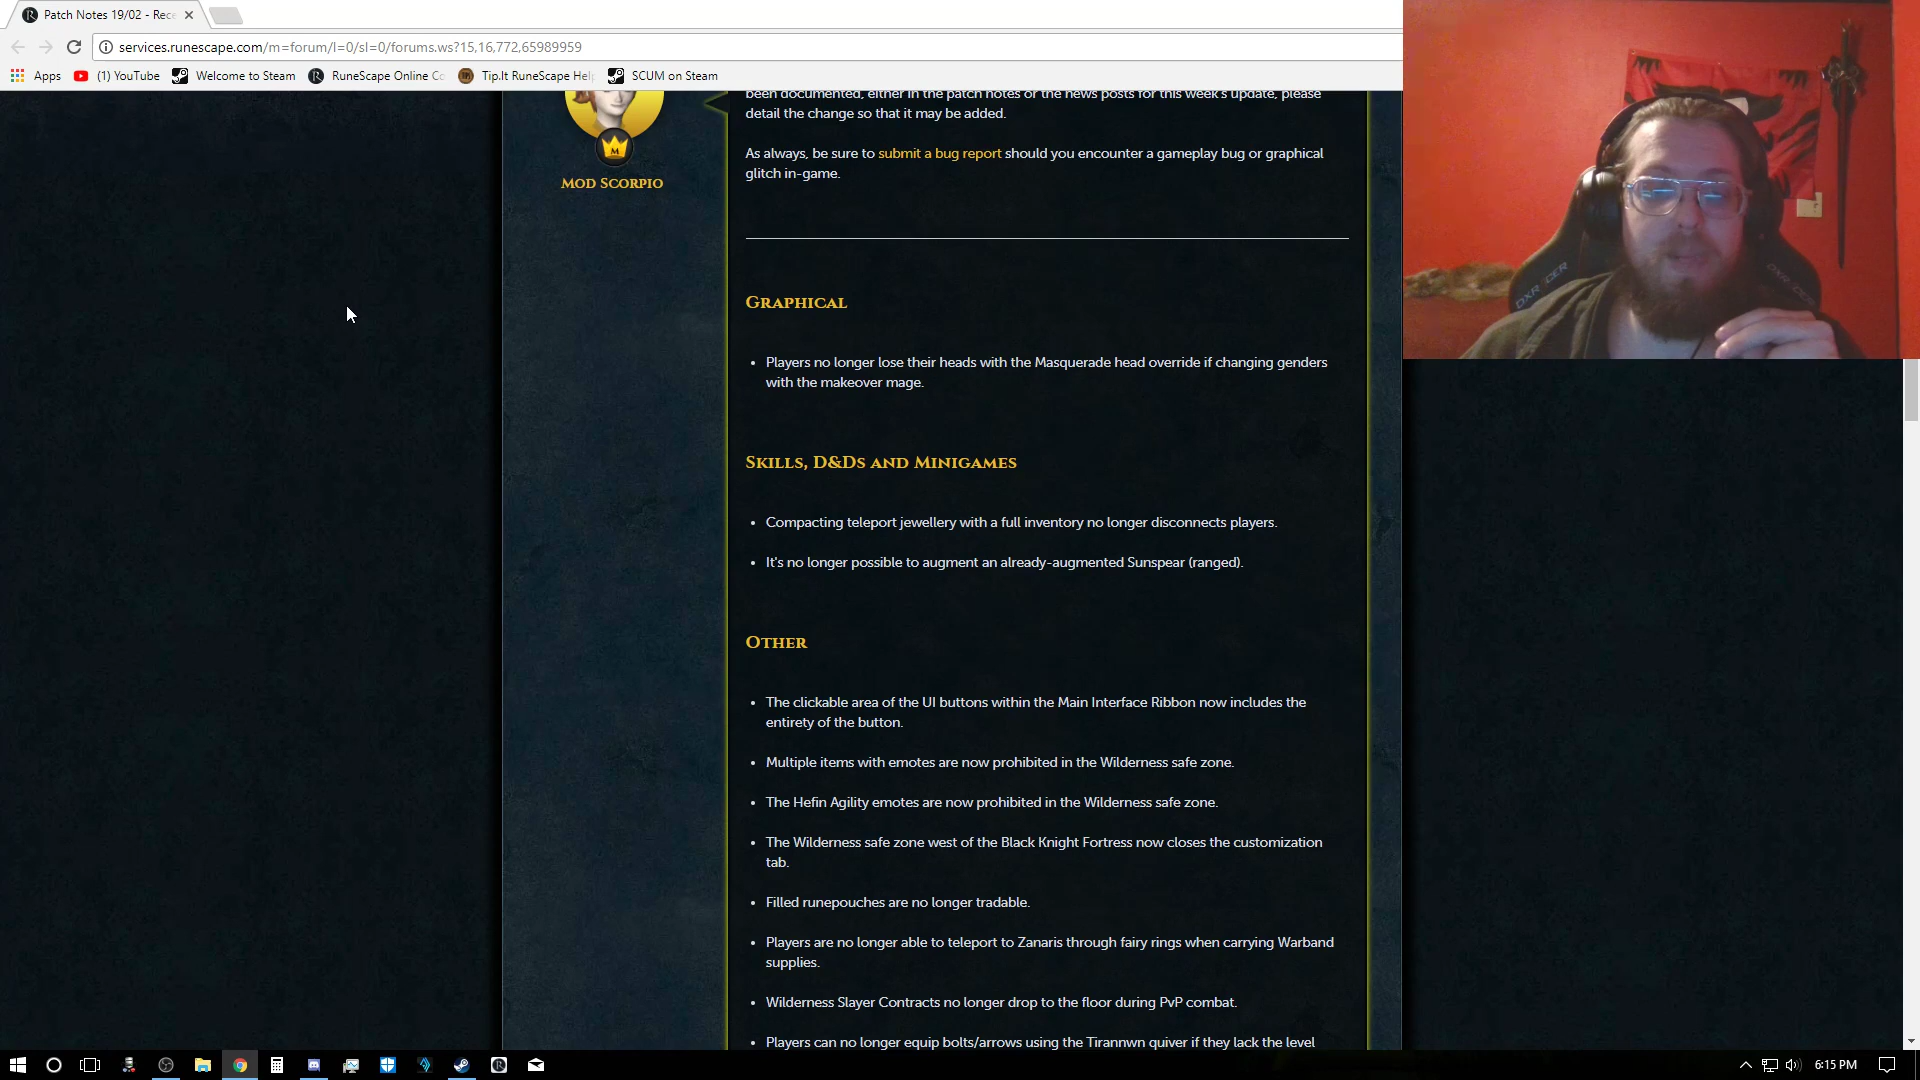 Patch Notes 19/02 - Rece
services.runescape.com/m=forum/l=0/sl=0/forums.ws?15,16,772,65989959
Apps
(1) YouTube
Welcome to Steam
RuneScape Online Co
Tip.It RuneScape Help
SCUM on Steam
been documented, either in the patch notes or the news posts for this week's update, please
detail the change so that it may be added.
As always, be sure to submit a bug report should you encounter a gameplay bug or graphical
glitch in-game.
M
Mod Scorpio
Graphical
Players no longer lose their heads with the Masquerade head override if changing genders
with the makeover mage.
Skills, D&Ds and Minigames
Compacting teleport jewellery with a full inventory no longer disconnects players.
It's no longer possible to augment an already-augmented Sunspear (ranged).
Other
The clickable area of the UI buttons within the Main Interface Ribbon now includes the
entirety of the button.
Multiple items with emotes are now prohibited in the Wilderness safe zone.
The Hefin Agility emotes are now prohibited in the Wilderness safe zone.
The Wilderness safe zone west of the Black Knight Fortress now closes the customization
tab.
Filled runepouches are no longer tradable.
Players are no longer able to teleport to Zanaris through fairy rings when carrying Warband
supplies.
Wilderness Slayer Contracts no longer drop to the floor during PvP combat.
Players can no longer equip bolts/arrows using the Tirannwn quiver if they lack the level
DXRACER
DXRACER
6:15 PM